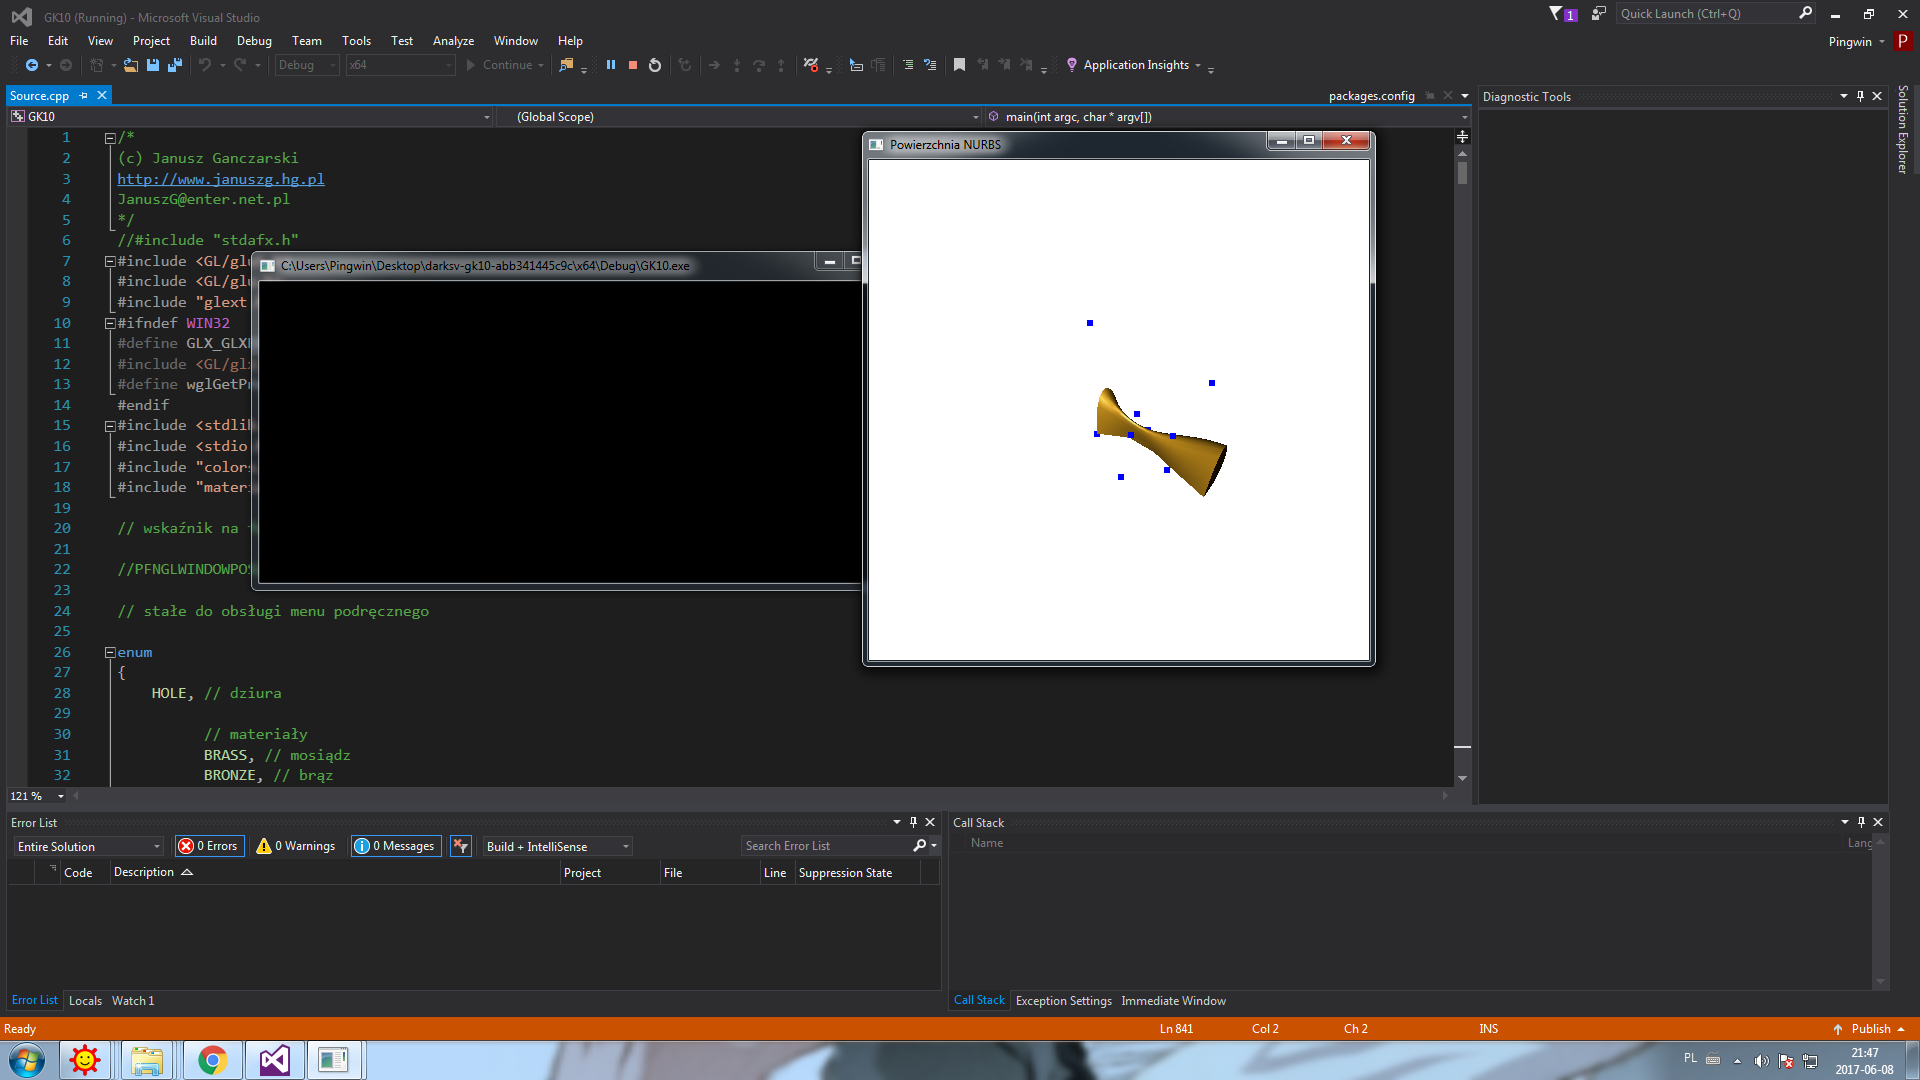 GK10 (Running) - Microsoft Visual Studio
1
Quick Launch (Ctrl+Q)
File Edit View Project Build Debug Team Tools Test Analyze Window Help
Pingwin P
Debug x64 Continue Application Insights
Source.cpp
packages.config
Diagnostic Tools
Solution Explorer
GK10 (Global Scope) main(int argc, char * argv[])
1 /*
2 (c) Janusz Ganczarski
3 http://www.januszg.hg.pl
4 JanuszG@enter.net.pl
5 */
6 //#include "stdafx.h"
7 #include <GL/glu
8 #include <GL/glu
9 #include "glext
10 #ifndef WIN32
11 #define GLX_GLX
12 #include <GL/glx
13 #define wglGetPr
14 #endif
15 #include <stdlib
16 #include <stdio
17 #include "colors
18 #include "mater
19
20 // wskaźnik na
21
22 //PFNGLWINDOWPOS
23
24 // stałe do obsługi menu podręcznego
25
26 enum
27 {
28 HOLE, // dziura
29
30 // materiały
31 BRASS, // mosiądz
32 BRONZE, // brąz
C:\Users\Pingwin\Desktop\darksv-gk10-abb341445c9c\x64\Debug\GK10.exe
Powierzchnia NURBS
121 %
Error List
Entire Solution 0 Errors 0 Warnings 0 Messages Build + IntelliSense Search Error List
Code Description Project File Line Suppression State
Error List Locals Watch 1
Call Stack
Name Lang
Call Stack Exception Settings Immediate Window
Ready Ln 841 Col 2 Ch 2 INS Publish
PL
21:47
2017-06-08